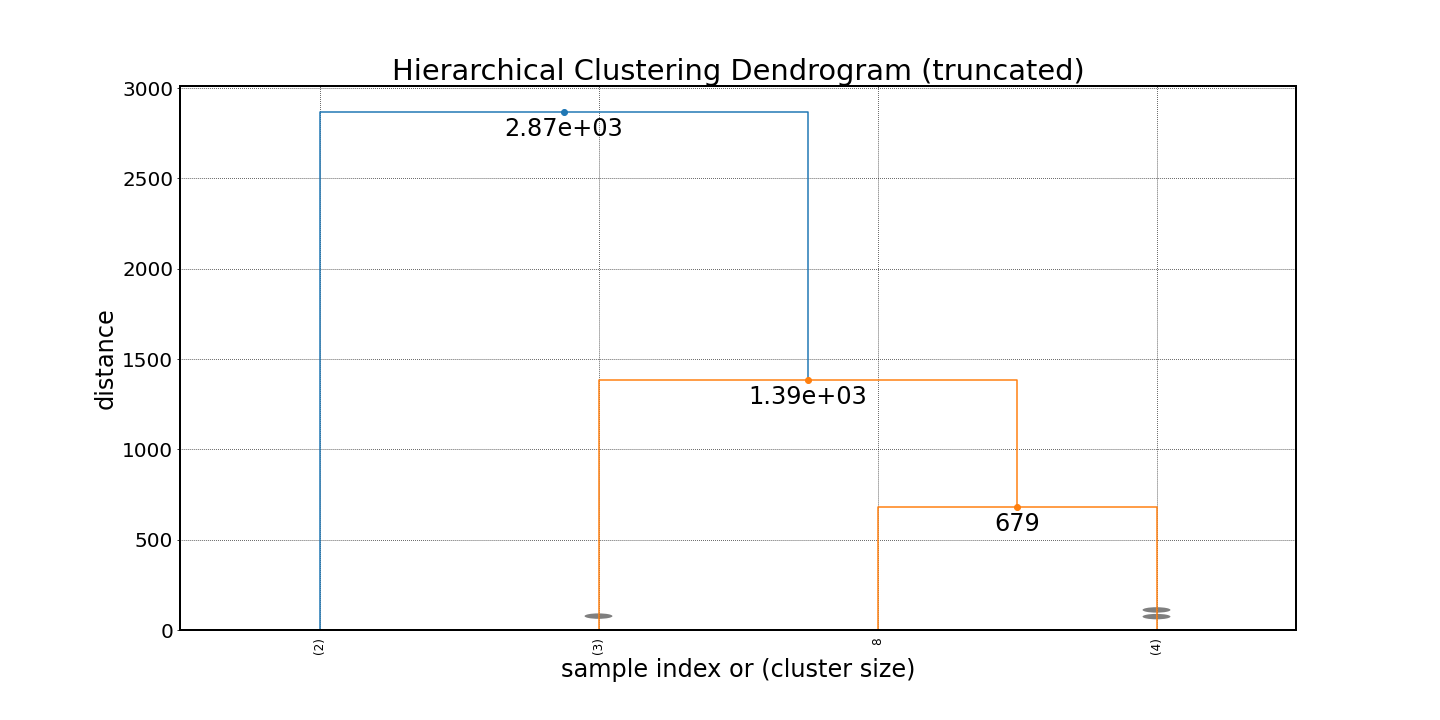 Hierarchical Clustering Dendrogram (truncated)
3000
2.87e+03
2500
2000
1500
1.39e+03
1000
679
500
0
distance
(2)
(3)
8
(4)
sample index or (cluster size)